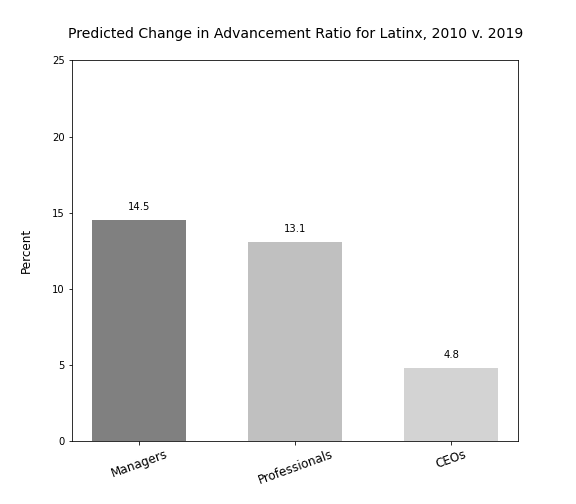 Predicted Change in Advancement Ratio for Latinx, 2010 v. 2019
25
20
15
10
5
0
Percent
14.5
13.1
4.8
Managers
Professionals
CEOs